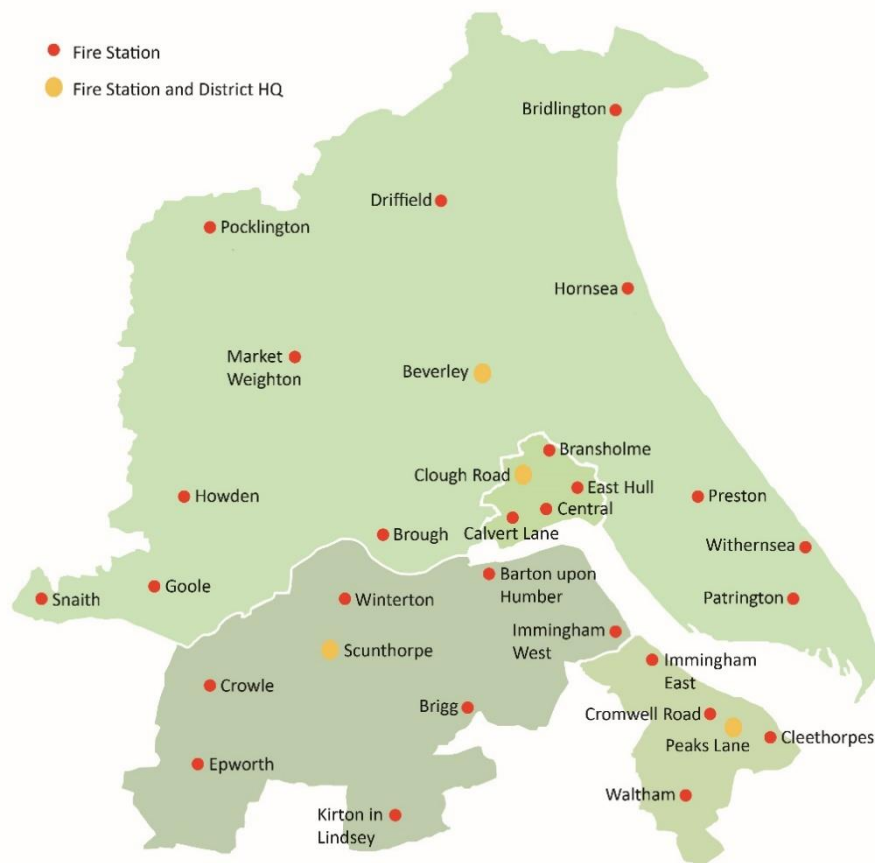 Fire Station
Fire Station and District HQ
Bridlington
Driffield
Pocklington
Hornsea
Market
Weighton
Beverley
Bransholme
Clough Road
East Hull
Howden
Preston
Central
Calvert Lane
Brough
Withernsea
Barton upon
Humber
Goole
Snaith
Winterton
Patrington
Immingham
West
Scunthorpe
Immingham
East
Crowle
Brigg
Cromwell Road
Peaks Lane
Cleethorpes
Epworth
Waltham
Kirton in
Lindsey